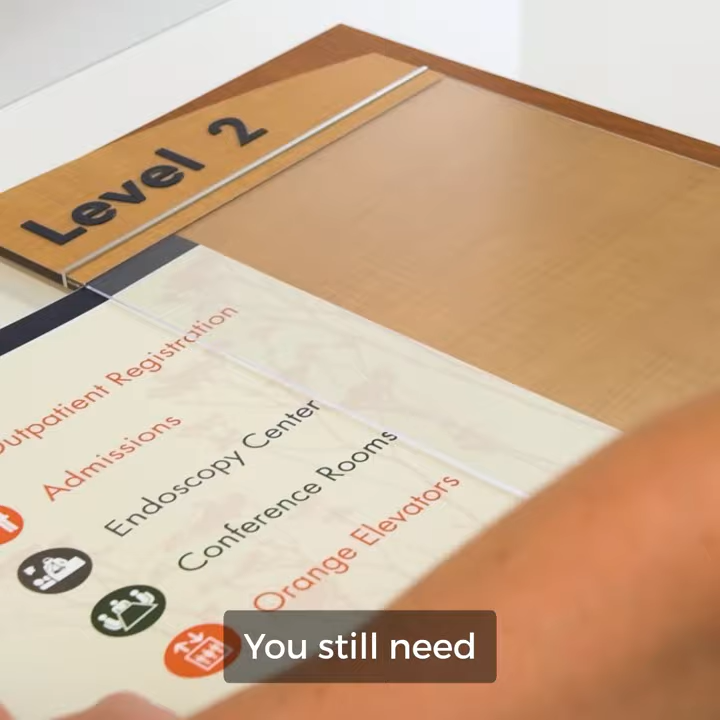 Level 2
Outpatient Registration
Admissions
Endoscopy Center
Conference Rooms
Orange Elevators
You still need